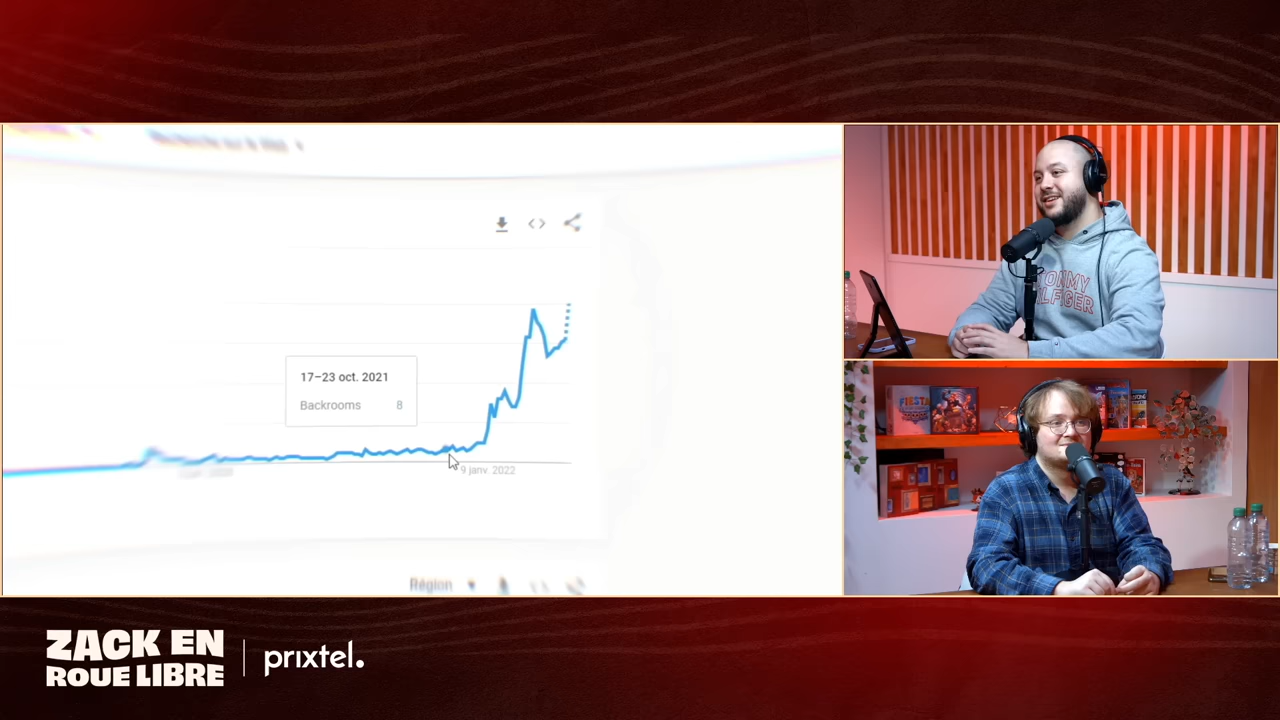 17–23 oct. 2021
Backrooms 8
9 janv. 2022
Région
TOMMY
HILFIGER
FIESTA
ZACK EN
ROUE LIBRE
prixtel.